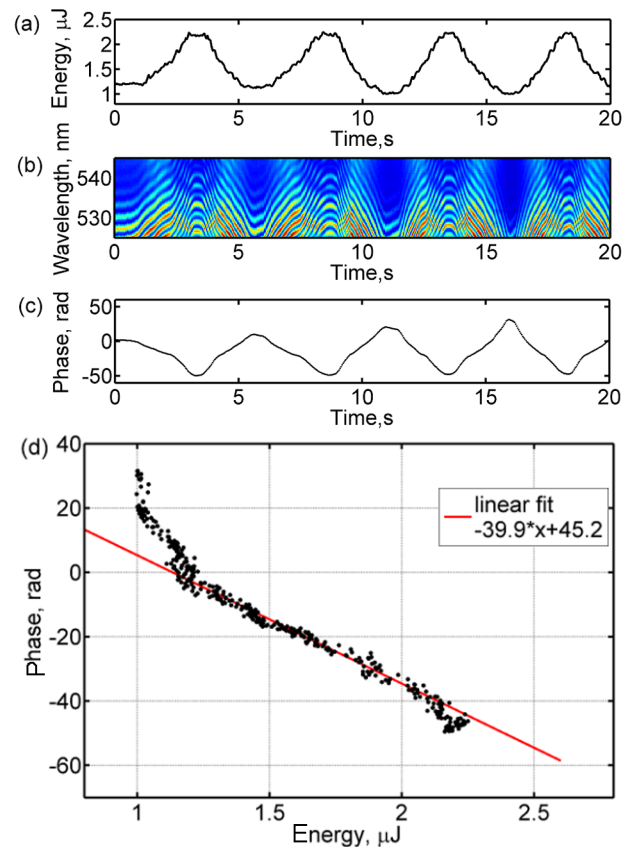 (a)
Energy, μJ
2.5
2
1.5
1
0 5 10 15 20
Time,s
(b)
Wavelength, nm
540
530
0 5 10 15 20
Time,s
(c)
Phase, rad
50
0
-50
0 5 10 15 20
Time,s
(d)
Phase, rad
40
20
0
-20
-40
-60
linear fit
-39.9*x+45.2
1 1.5 2 2.5
Energy, μJ